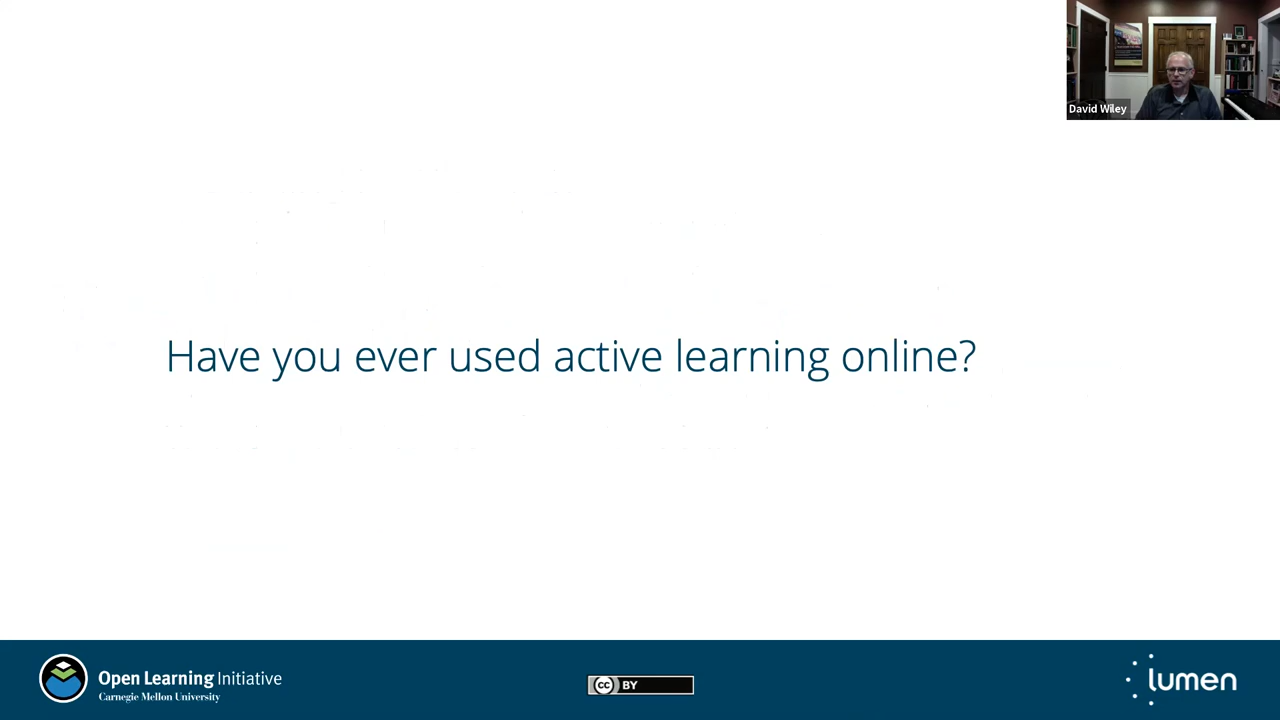 David Wiley
Have you ever used active learning online?
Open Learning Initiative
Carnegie Mellon University
cc BY
lumen